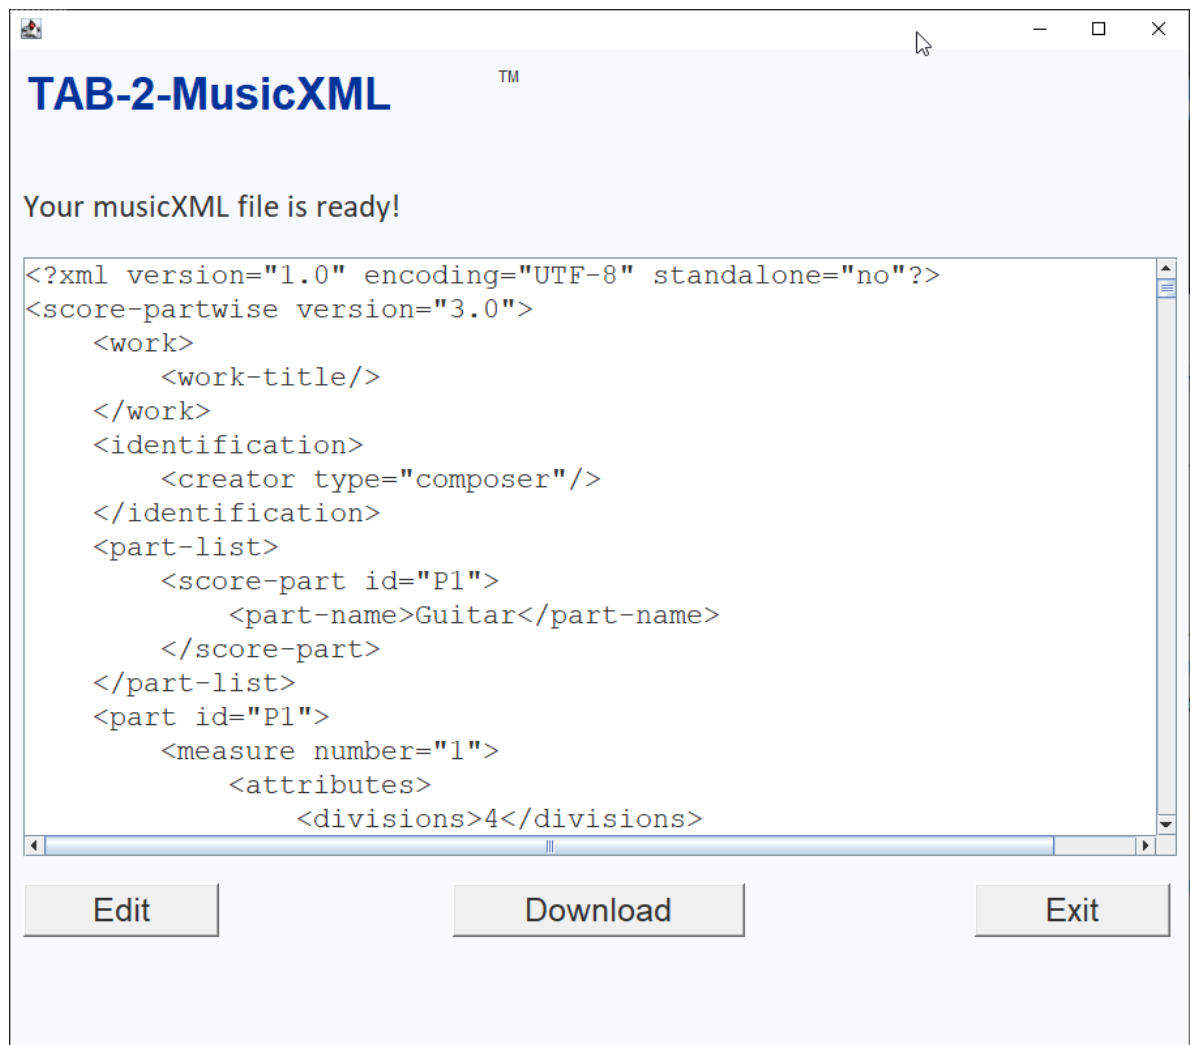 TAB-2-MusicXML
TM
Your musicXML file is ready!
<?xml version="1.0" encoding="UTF-8" standalone="no"?>
<score-partwise version="3.0">
    <work>
        <work-title/>
    </work>
    <identification>
        <creator type="composer"/>
    </identification>
    <part-list>
        <score-part id="P1">
            <part-name>Guitar</part-name>
        </score-part>
    </part-list>
    <part id="P1">
        <measure number="1">
            <attributes>
                <divisions>4</divisions>
Edit
Download
Exit